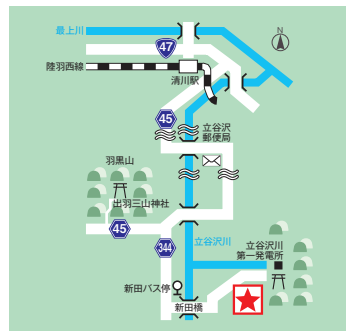 最上川
47
N
陸羽西線
清川駅
45
立谷沢
郵便局
羽黒山
出羽三山神社
45
344
立谷沢川
立谷沢川
第一発電所
新田バス停
新田橋